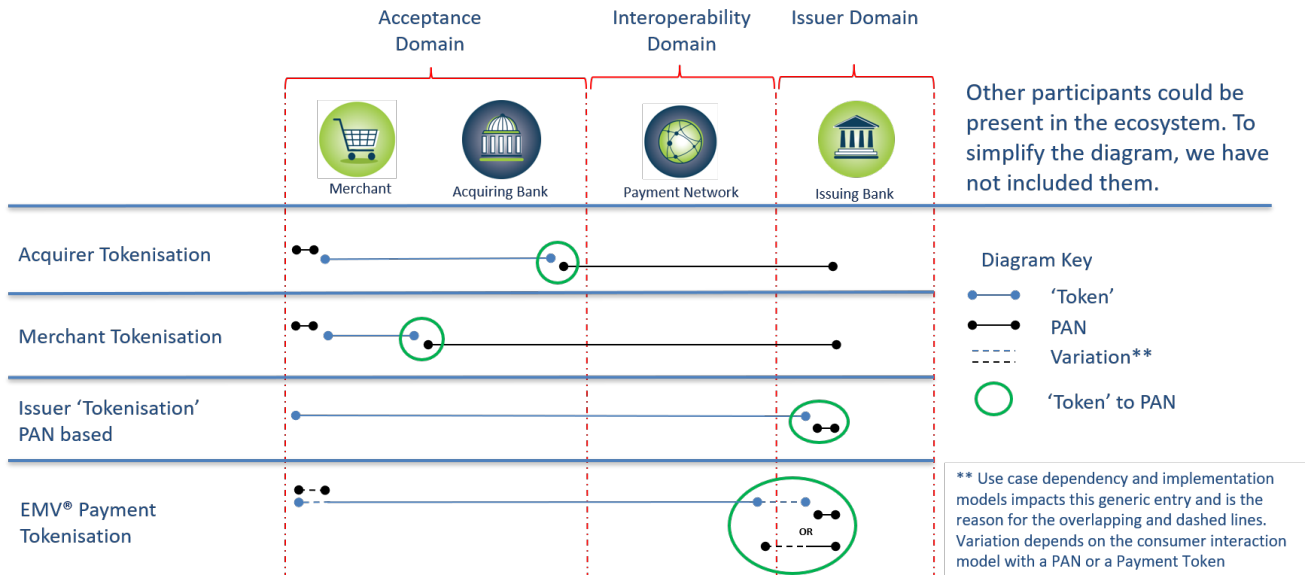 Acceptance
Domain
Interoperability
Domain
Issuer Domain
Merchant
Acquiring Bank
Payment Network
Issuing Bank
Other participants could be
present in the ecosystem. To
simplify the diagram, we have
not included them.
Acquirer Tokenisation
Merchant Tokenisation
Issuer ‘Tokenisation’
PAN based
EMV® Payment
Tokenisation
OR
Diagram Key
‘Token’
PAN
Variation**
‘Token’ to PAN
** Use case dependency and implementation
models impacts this generic entry and is the
reason for the overlapping and dashed lines.
Variation depends on the consumer interaction
model with a PAN or a Payment Token